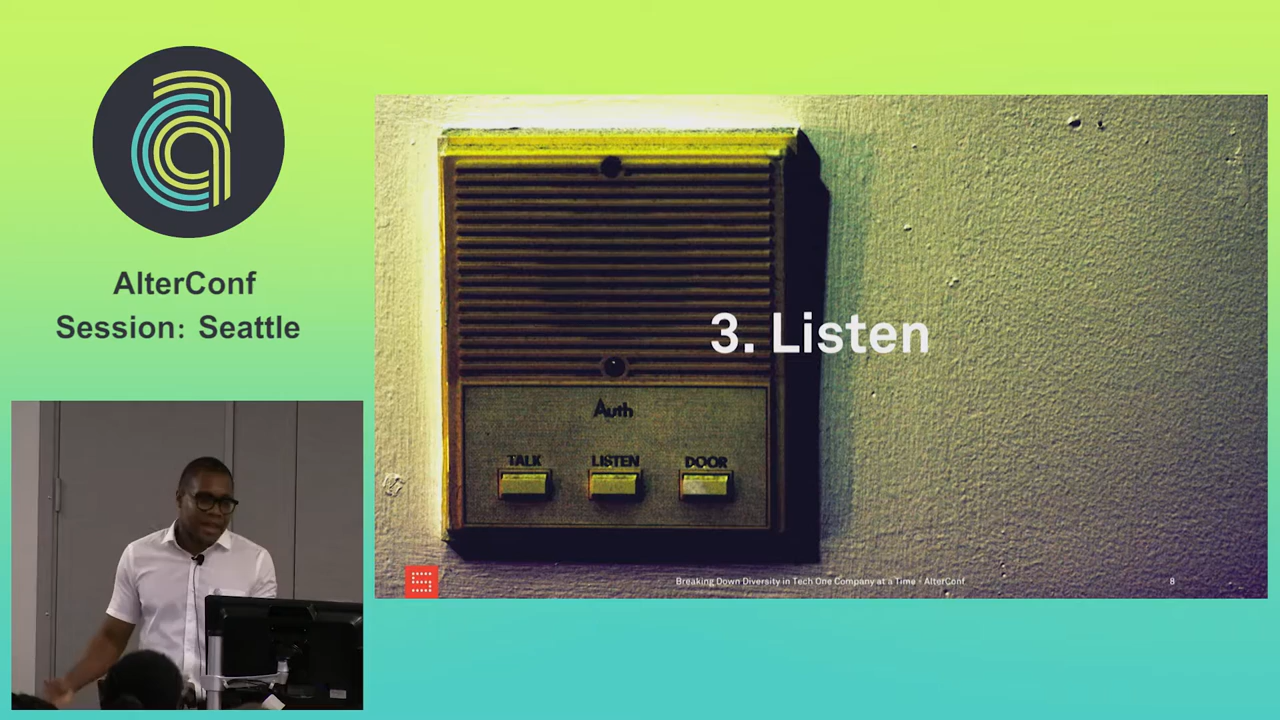 AlterConf
Session: Seattle
3. Listen
Auth
TALK LISTEN DOOR
Breaking Down Diversity in Tech One Company at a Time - AlterConf
8